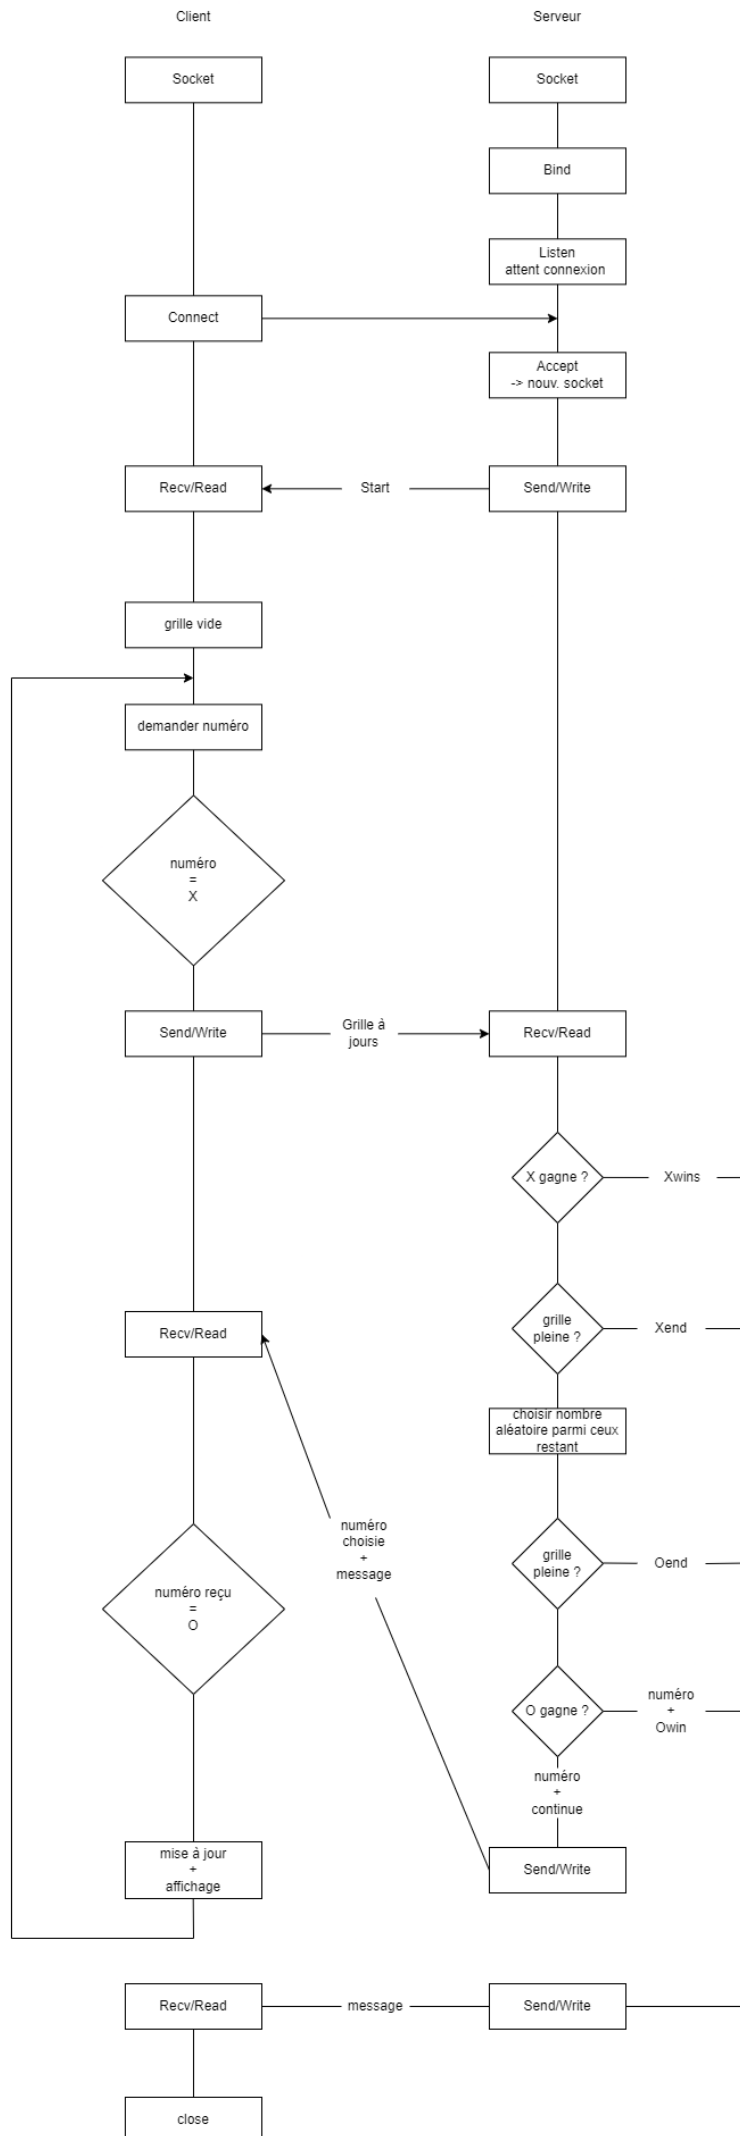 Client
Serveur
Socket
Socket
Bind
Listen
attent connexion
Connect
Accept
-> nouv. socket
Recv/Read
Start
Send/Write
grille vide
demander numéro
numéro
=
X
Send/Write
Grille à
jours
Recv/Read
X gagne ?
Xwins
Recv/Read
grille
pleine ?
Xend
choisir nombre
aléatoire parmi ceux
restant
numéro
choisie
+
message
grille
pleine ?
Oend
numéro reçu
=
O
O gagne ?
numéro
+
Owin
numéro
+
continue
mise à jour
+
affichage
Send/Write
Recv/Read
message
Send/Write
close